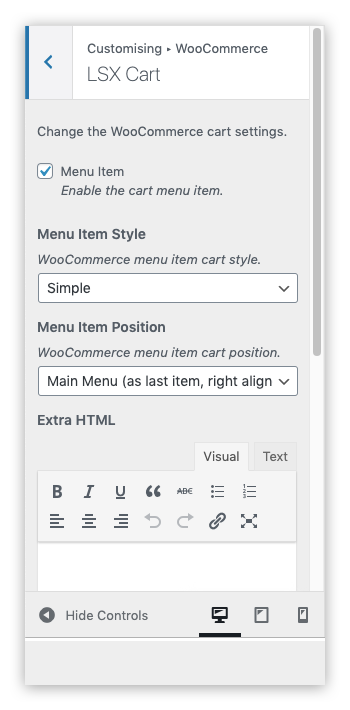 Customising ▸ WooCommerce
LSX Cart
Change the WooCommerce cart settings.
Menu Item
Enable the cart menu item.
Menu Item Style
WooCommerce menu item cart style.
Simple
Menu Item Position
WooCommerce menu item cart position.
Main Menu (as last item, right align
Extra HTML
Visual Text
B I U ABC
Hide Controls